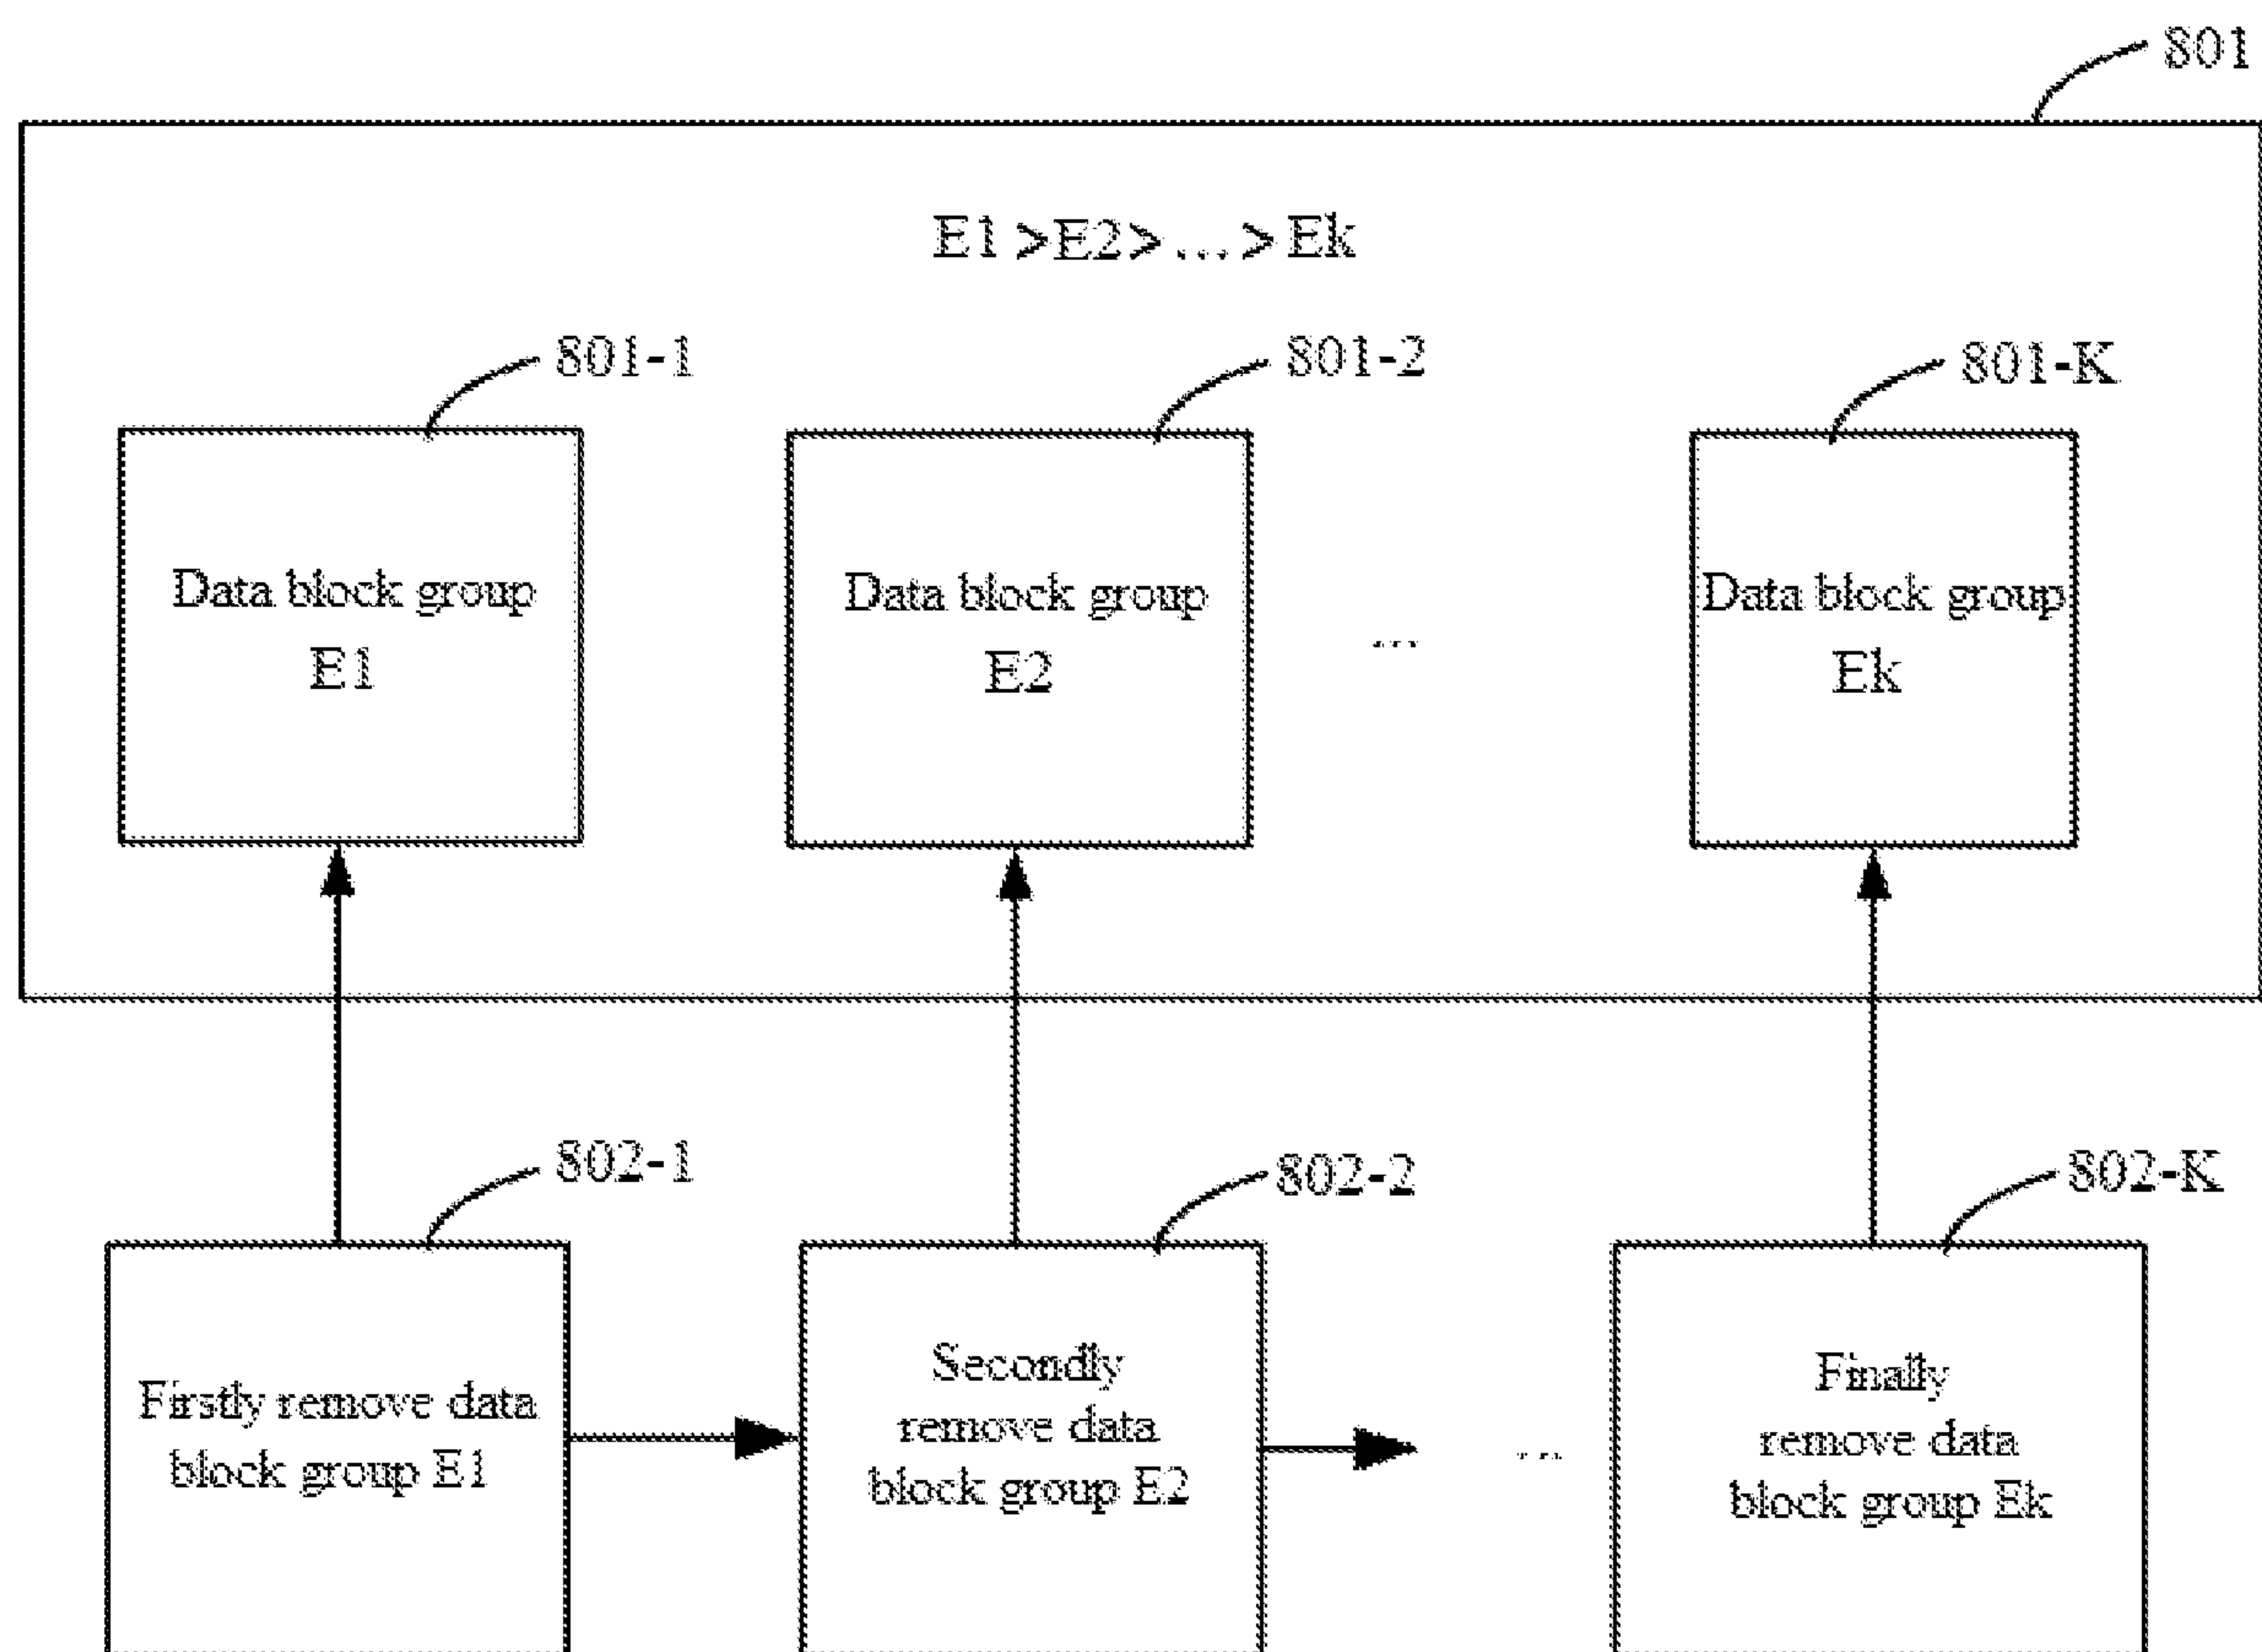 801
E1 >E2> ... > Ek
801-1
801-2
801-K
Data block group
E1
Data block group
E2
...
Data block group
Ek
802-1
802-2
802-K
Firstly remove data
block group E1
Secondly
remove data
block group E2
...
Finally
remove data
block group Ek